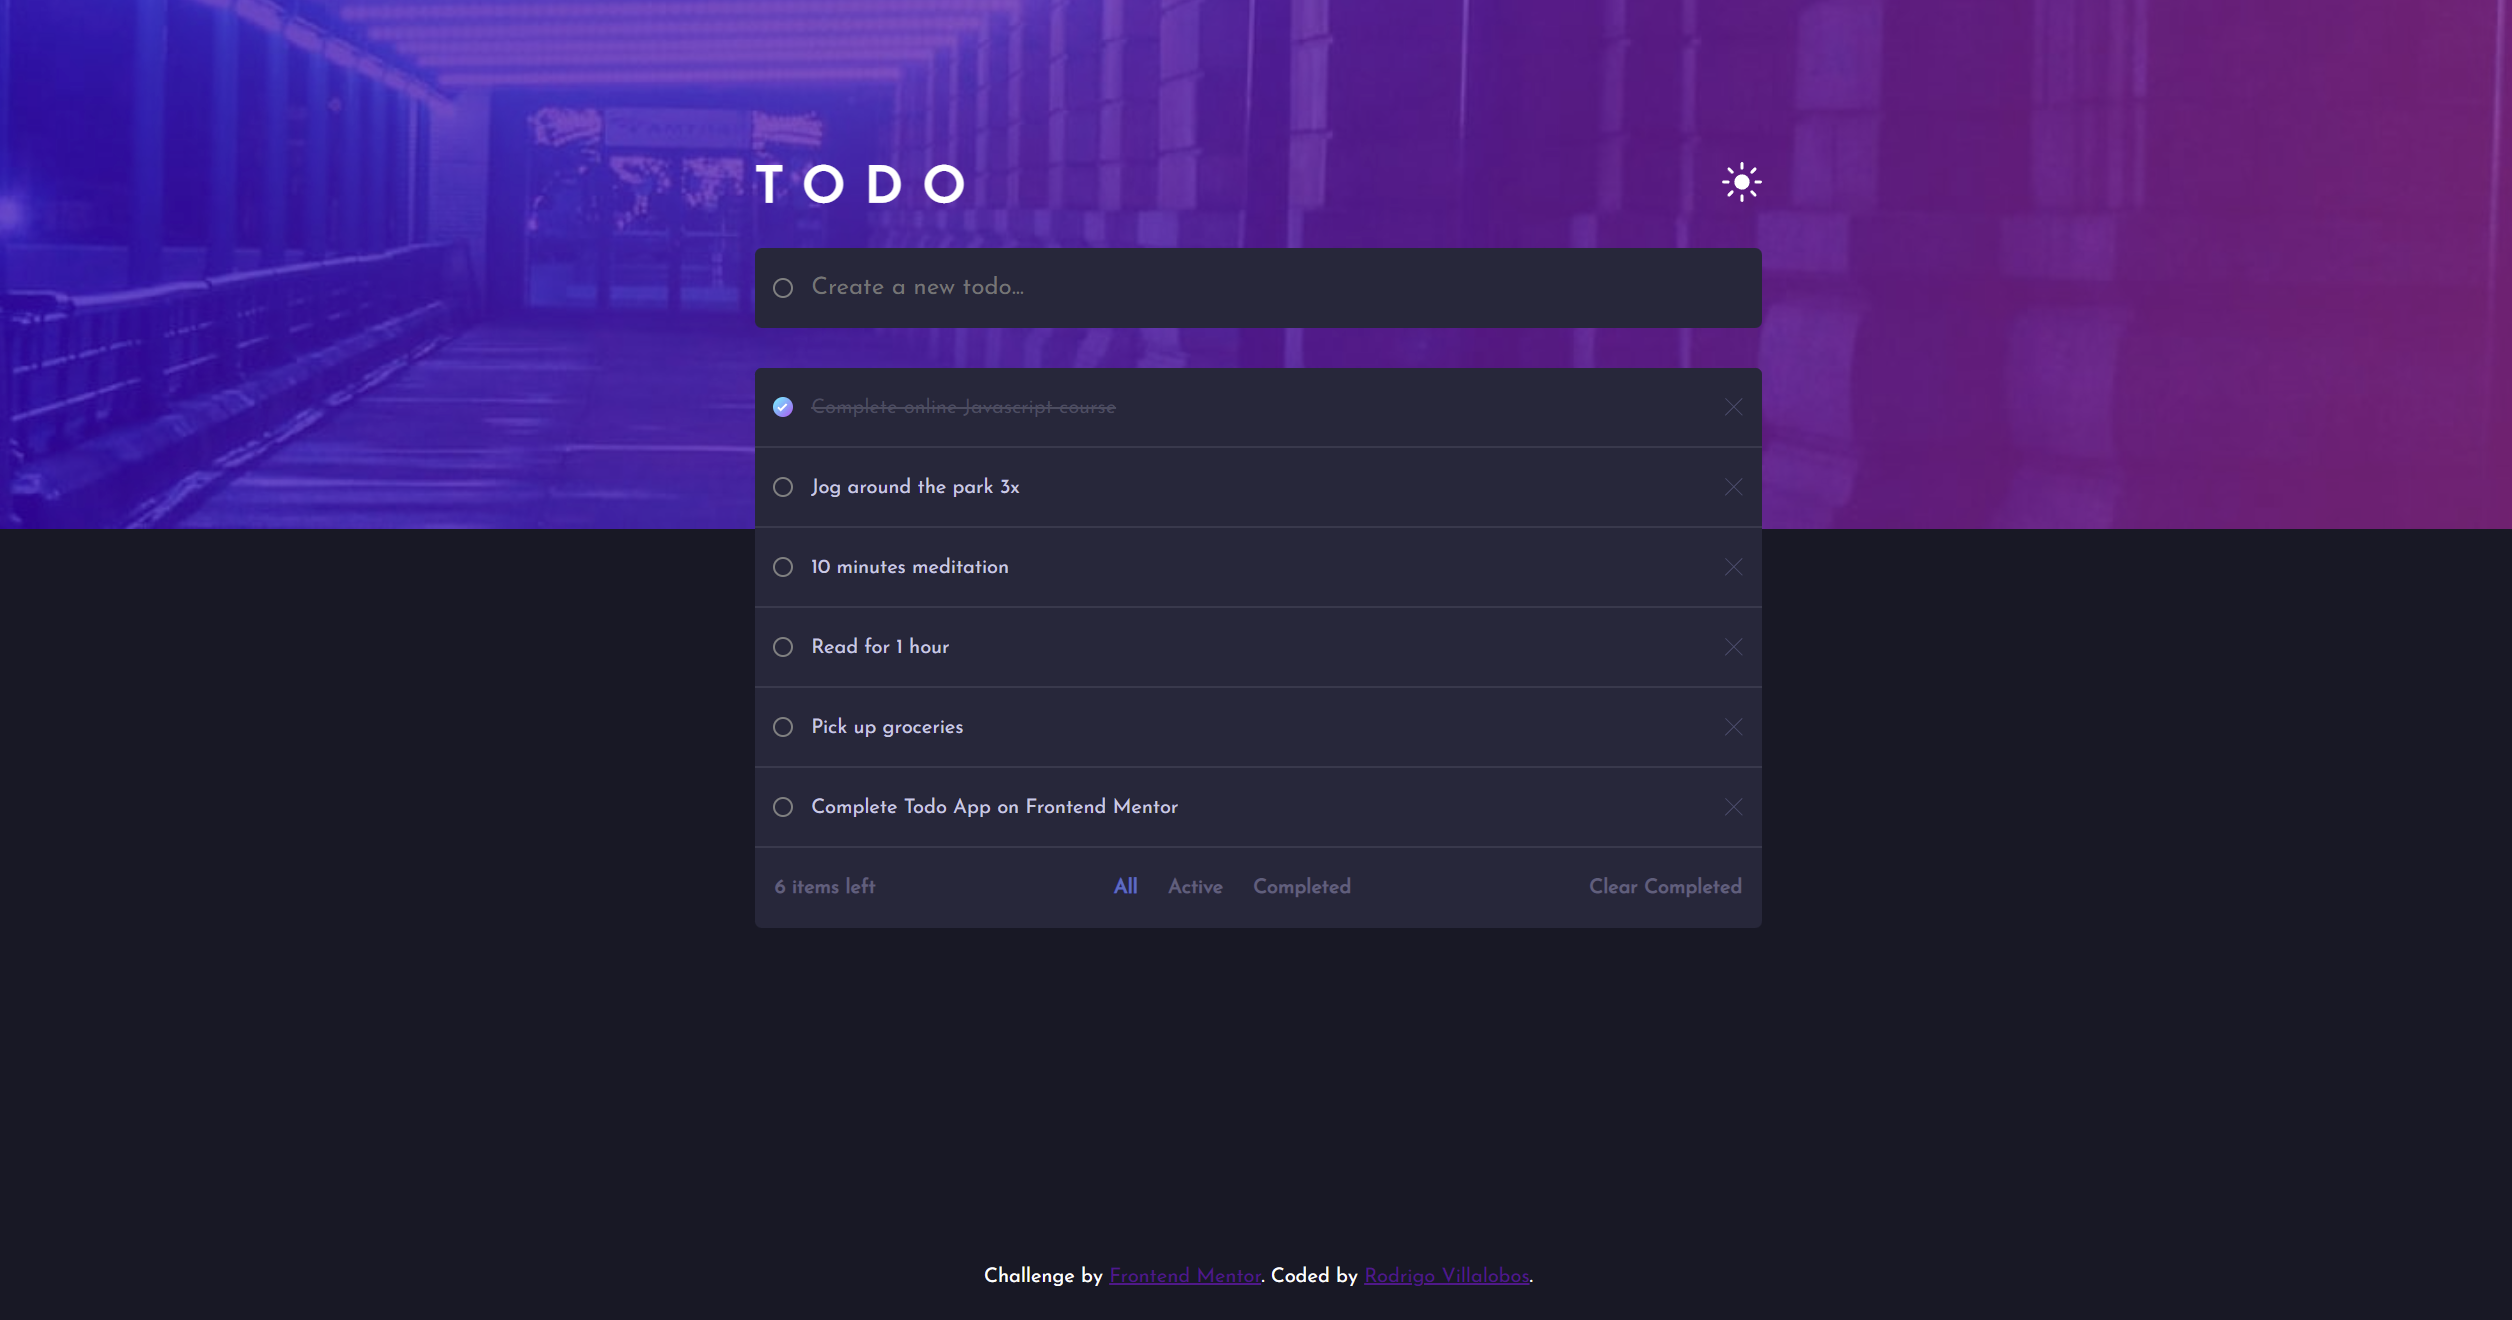 TODO
Create a new todo...
Complete online Javascript course
Jog around the park 3x
10 minutes meditation
Read for 1 hour
Pick up groceries
Complete Todo App on Frontend Mentor
6 items left All Active Completed Clear Completed
Challenge by Frontend Mentor. Coded by Rodrigo Villalobos.